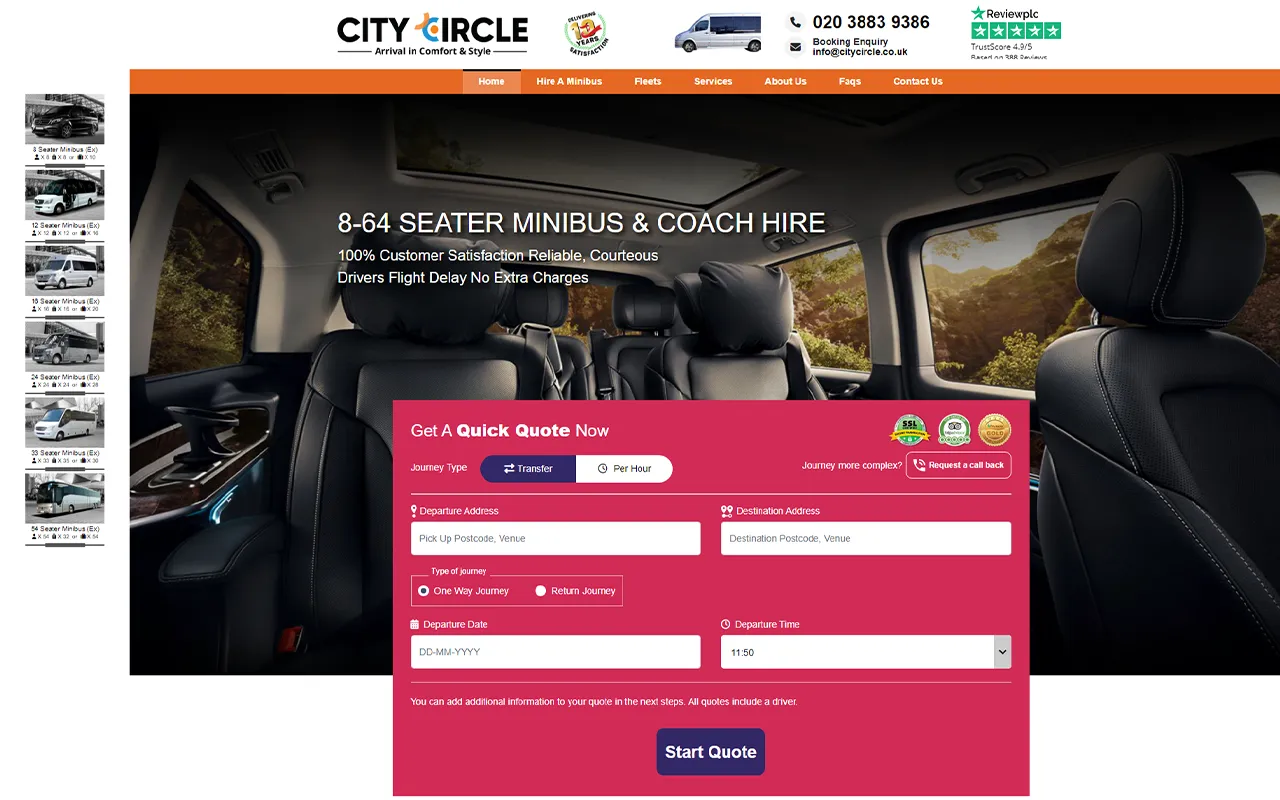 CITY CIRCLE
Arrival in Comfort & Style
DELIVERING
13
YEARS
SATISFACTION
020 3883 9386
Booking Enquiry
info@citycircle.co.uk
Reviewplc
TrustScore 4.9/5
Based on 388 Reviews
Home
Hire A Minibus
Fleets
Services
About Us
Faqs
Contact Us
8 Seater Minibus (Ex)
X 8 X 8 or X 10
12 Seater Minibus (Ex)
X 12 X 12 or X 16
16 Seater Minibus (Ex)
X 16 X 16 or X 20
24 Seater Minibus (Ex)
X 24 X 24 or X 28
33 Seater Minibus (Ex)
X 33 X 31 or X 30
54 Seater Minibus (Ex)
X 54 X 32 or X 54
8-64 SEATER MINIBUS & COACH HIRE
100% Customer Satisfaction Reliable, Courteous
Drivers Flight Delay No Extra Charges
Get A Quick Quote Now
SSL
GOLD
Journey Type
Transfer
Per Hour
Journey more complex?
Request a call back
Departure Address
Destination Address
Pick Up Postcode, Venue
Destination Postcode, Venue
Type of journey
One Way Journey
Return Journey
Departure Date
Departure Time
DD-MM-YYYY
11:50
You can add additional information to your quote in the next steps. All quotes include a driver.
Start Quote